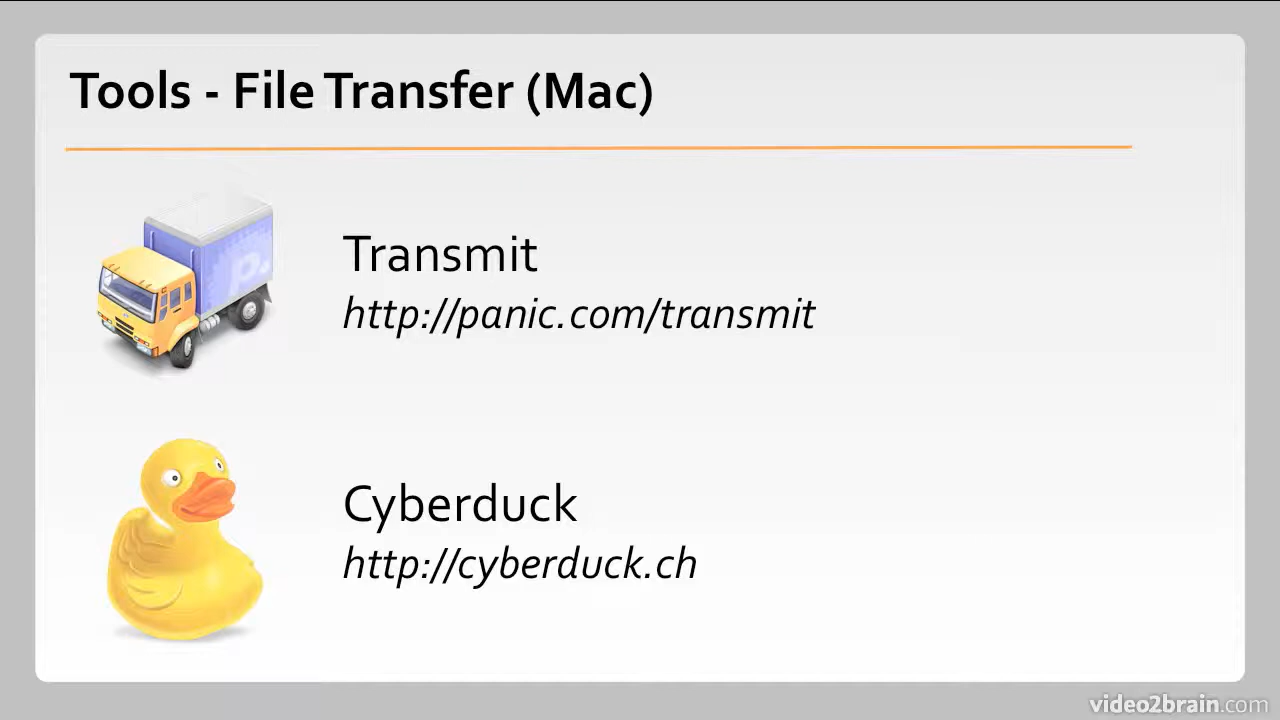 Tools - File Transfer (Mac)
p.
Transmit
http://panic.com/transmit
Cyberduck
http://cyberduck.ch
video2brain.com